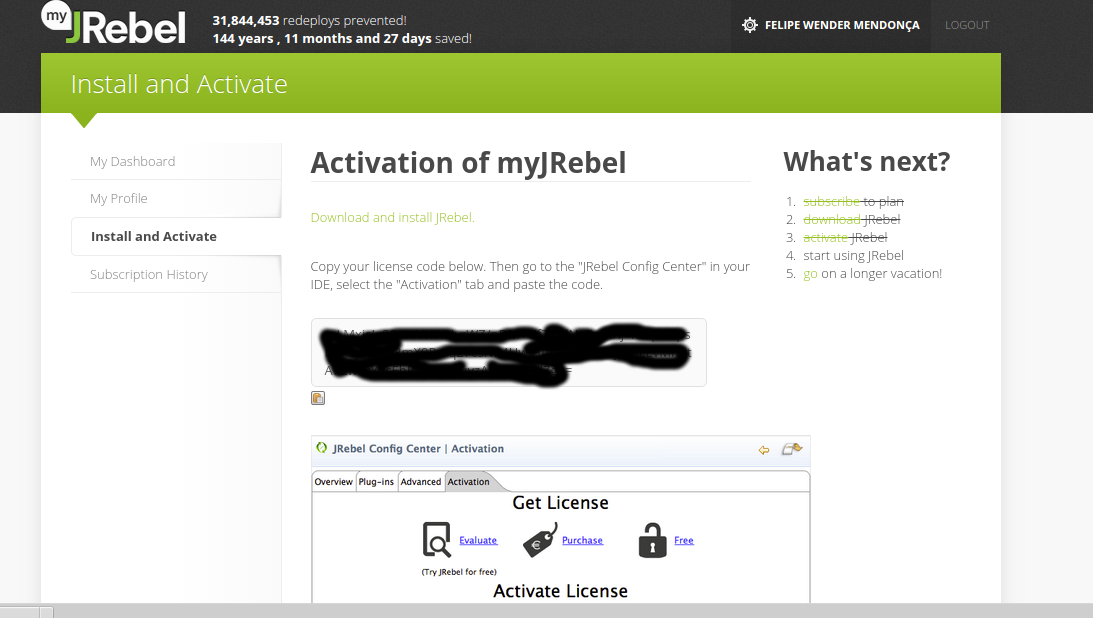 my
JRebel
31,844,453 redeploys prevented!
144 years , 11 months and 27 days saved!
FELIPE WENDER MENDONÇA
LOGOUT
Install and Activate
My Dashboard
My Profile
Install and Activate
Subscription History
Activation of myJRebel
Download and install JRebel.
Copy your license code below. Then go to the "JRebel Config Center" in your
IDE, select the "Activation" tab and paste the code.
JRebel Config Center | Activation
Overview
Plug-ins
Advanced
Activation
Get License
Evaluate
(Try JRebel for free)
Purchase
Free
Activate License
What's next?
1. subscribe to plan
2. download JRebel
3. activate JRebel
4. start using JRebel
5. go on a longer vacation!